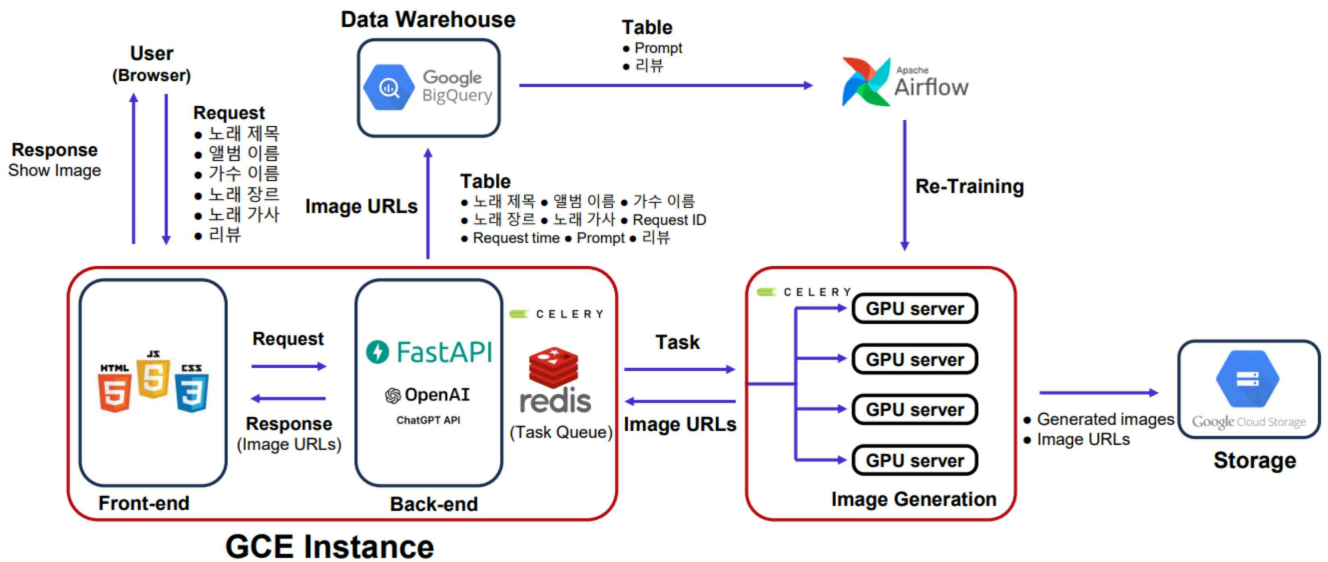 Data Warehouse
Google
BigQuery
Table
● Prompt
● 리뷰
Apache
Airflow
User
(Browser)
Request
● 노래 제목
● 앨범 이름
● 가수 이름
● 노래 장르
● 노래 가사
● 리뷰
Response
Show Image
Image URLs
Table
● 노래 제목 ● 앨범 이름 ● 가수 이름
● 노래 장르 ● 노래 가사 ● Request ID
● Request time ● Prompt ● 리뷰
Re-Training
HTML
5
JS
5
CSS
3
Front-end
Request
Response
(Image URLs)
FastAPI
OpenAI
ChatGPT API
Back-end
CELERY
redis
(Task Queue)
GCE Instance
Task
Image URLs
CELERY
GPU server
GPU server
GPU server
GPU server
Image Generation
● Generated images
● Image URLs
Google Cloud Storage
Storage